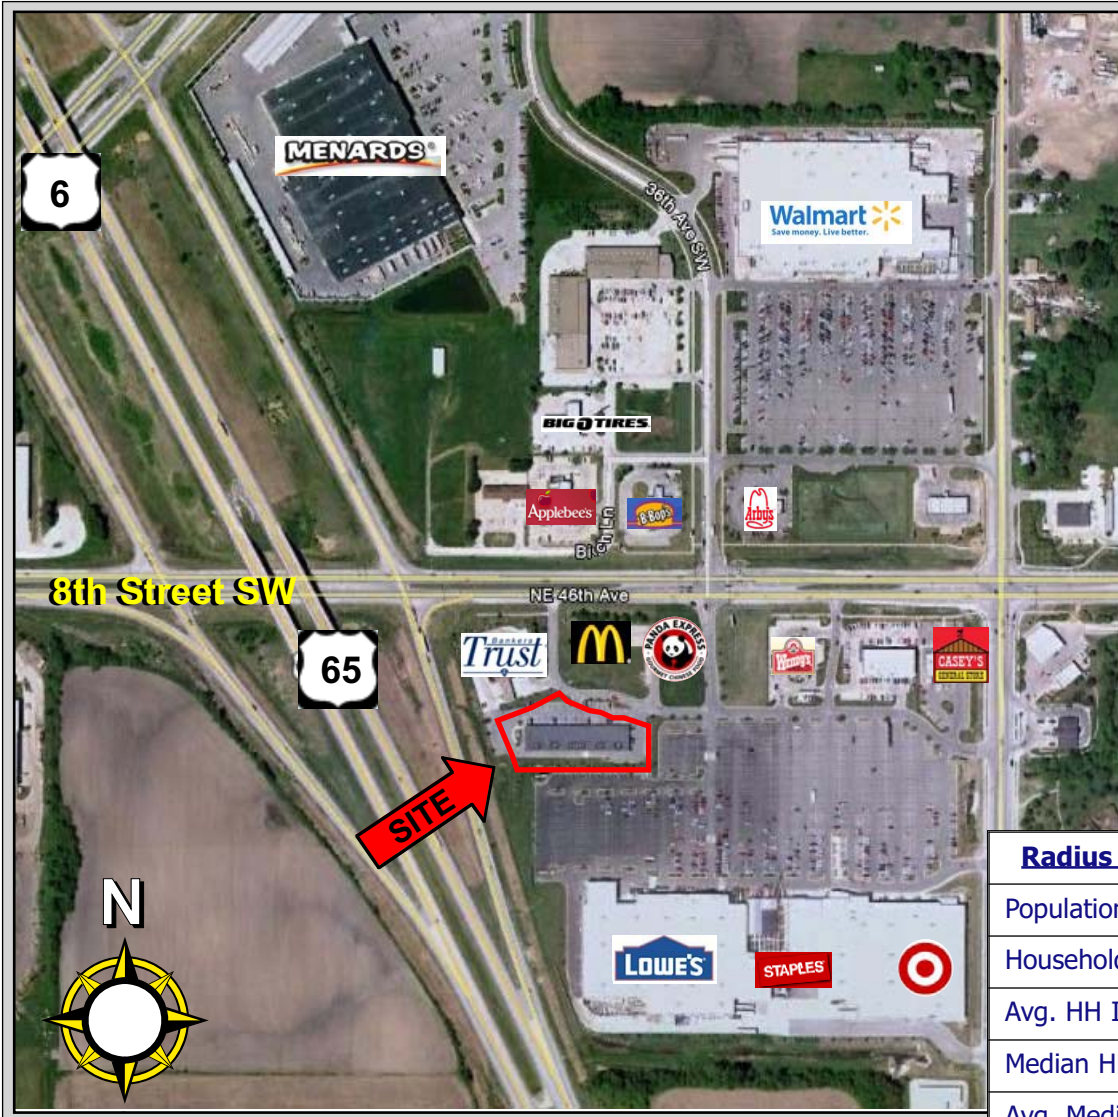 MENARDS
6
36th Ave SW
Walmart
Save money. Live better.
BIG O TIRES
Applebee's
B-Bop's
Arby's
8th Street SW
NE 46th Ave
Bankers
Trust
PANDA EXPRESS
GOURMET CHINESE FOOD
Wendy's
CASEY'S
GENERAL STORE
65
SITE
N
LOWE'S
STAPLES
Radius
Population
Househol
Avg. HH I
Median H
Avg. Medi